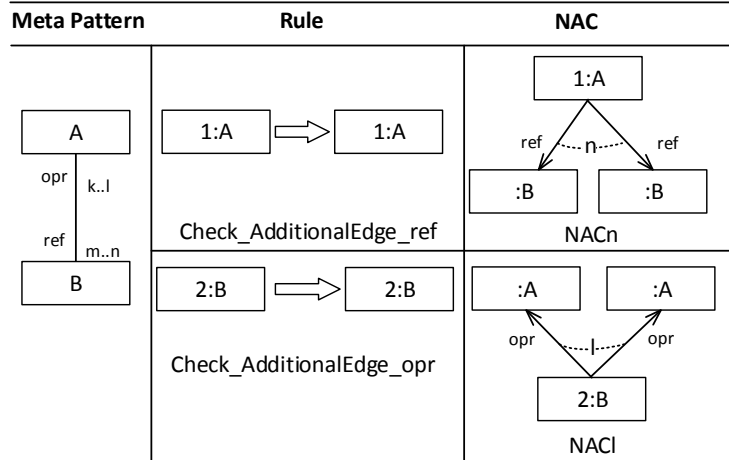 Meta Pattern Rule NAC
A
opr
k..l
ref
m..n
B
1:A 1:A
Check_AdditionalEdge_ref
1:A
ref n ref
:B :B
NACn
2:B 2:B
Check_AdditionalEdge_opr
:A :A
opr l opr
2:B
NACl